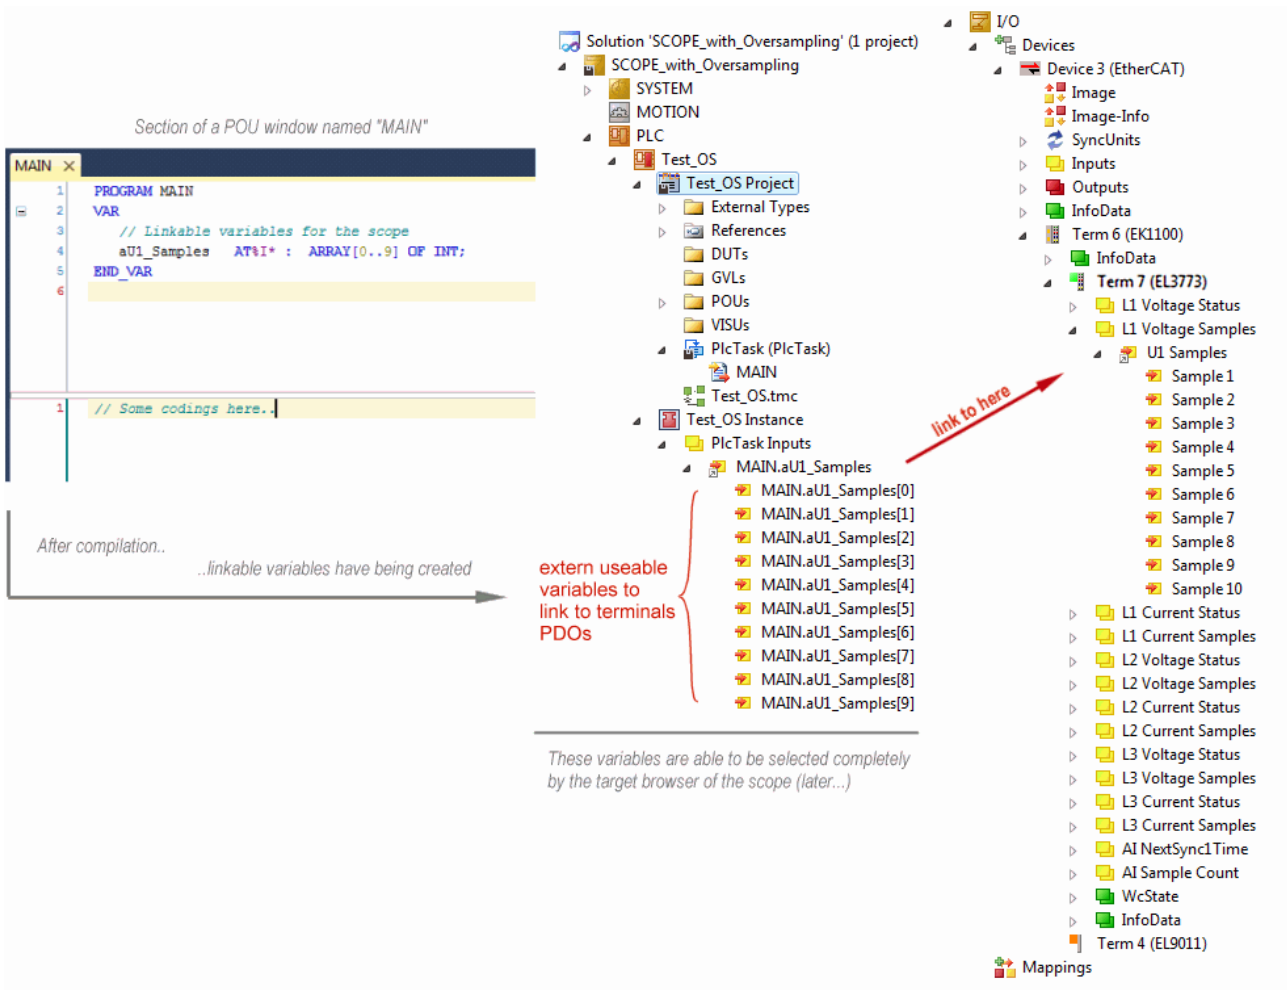 Section of a POU window named "MAIN"
MAIN ×
1 PROGRAM MAIN
2 VAR
3 // Linkable variables for the scope
4 aU1_Samples AT%I* : ARRAY[0..9] OF INT;
5 END_VAR
6
1 // Some codings here..
After compilation..
..linkable variables have being created
Solution 'SCOPE_with_Oversampling' (1 project)
SCOPE_with_Oversampling
SYSTEM
MOTION
PLC
Test_OS
Test_OS Project
External Types
References
DUTs
GVLs
POUs
VISUs
PlcTask (PlcTask)
MAIN
Test_OS.tmc
Test_OS Instance
PlcTask Inputs
MAIN.aU1_Samples
MAIN.aU1_Samples[0]
MAIN.aU1_Samples[1]
MAIN.aU1_Samples[2]
MAIN.aU1_Samples[3]
MAIN.aU1_Samples[4]
MAIN.aU1_Samples[5]
MAIN.aU1_Samples[6]
MAIN.aU1_Samples[7]
MAIN.aU1_Samples[8]
MAIN.aU1_Samples[9]
extern useable
variables to
link to terminals
PDOs
These variables are able to be selected completely
by the target browser of the scope (later...)
link to here
I/O
Devices
Device 3 (EtherCAT)
Image
Image-Info
SyncUnits
Inputs
Outputs
InfoData
Term 6 (EK1100)
InfoData
Term 7 (EL3773)
L1 Voltage Status
L1 Voltage Samples
U1 Samples
Sample 1
Sample 2
Sample 3
Sample 4
Sample 5
Sample 6
Sample 7
Sample 8
Sample 9
Sample 10
L1 Current Status
L1 Current Samples
L2 Voltage Status
L2 Voltage Samples
L2 Current Status
L2 Current Samples
L3 Voltage Status
L3 Voltage Samples
L3 Current Status
L3 Current Samples
AI NextSync1Time
AI Sample Count
WcState
InfoData
Term 4 (EL9011)
Mappings